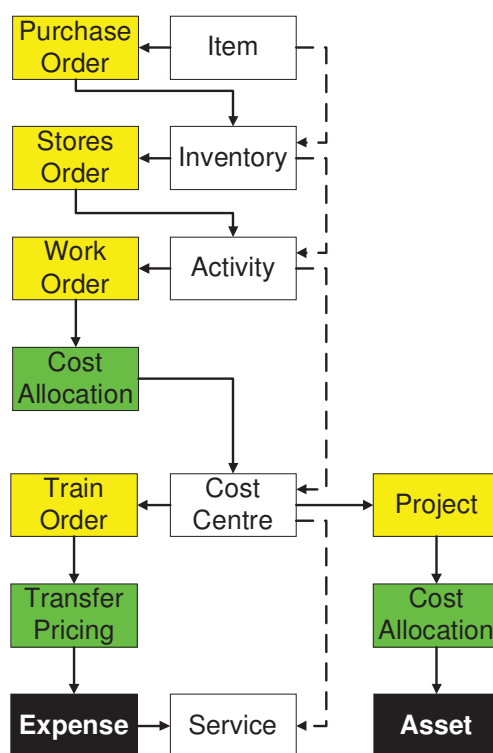 Purchase
Order
Item
Stores
Order
Inventory
Work
Order
Activity
Cost
Allocation
Train
Order
Cost
Centre
Project
Transfer
Pricing
Cost
Allocation
Expense
Service
Asset